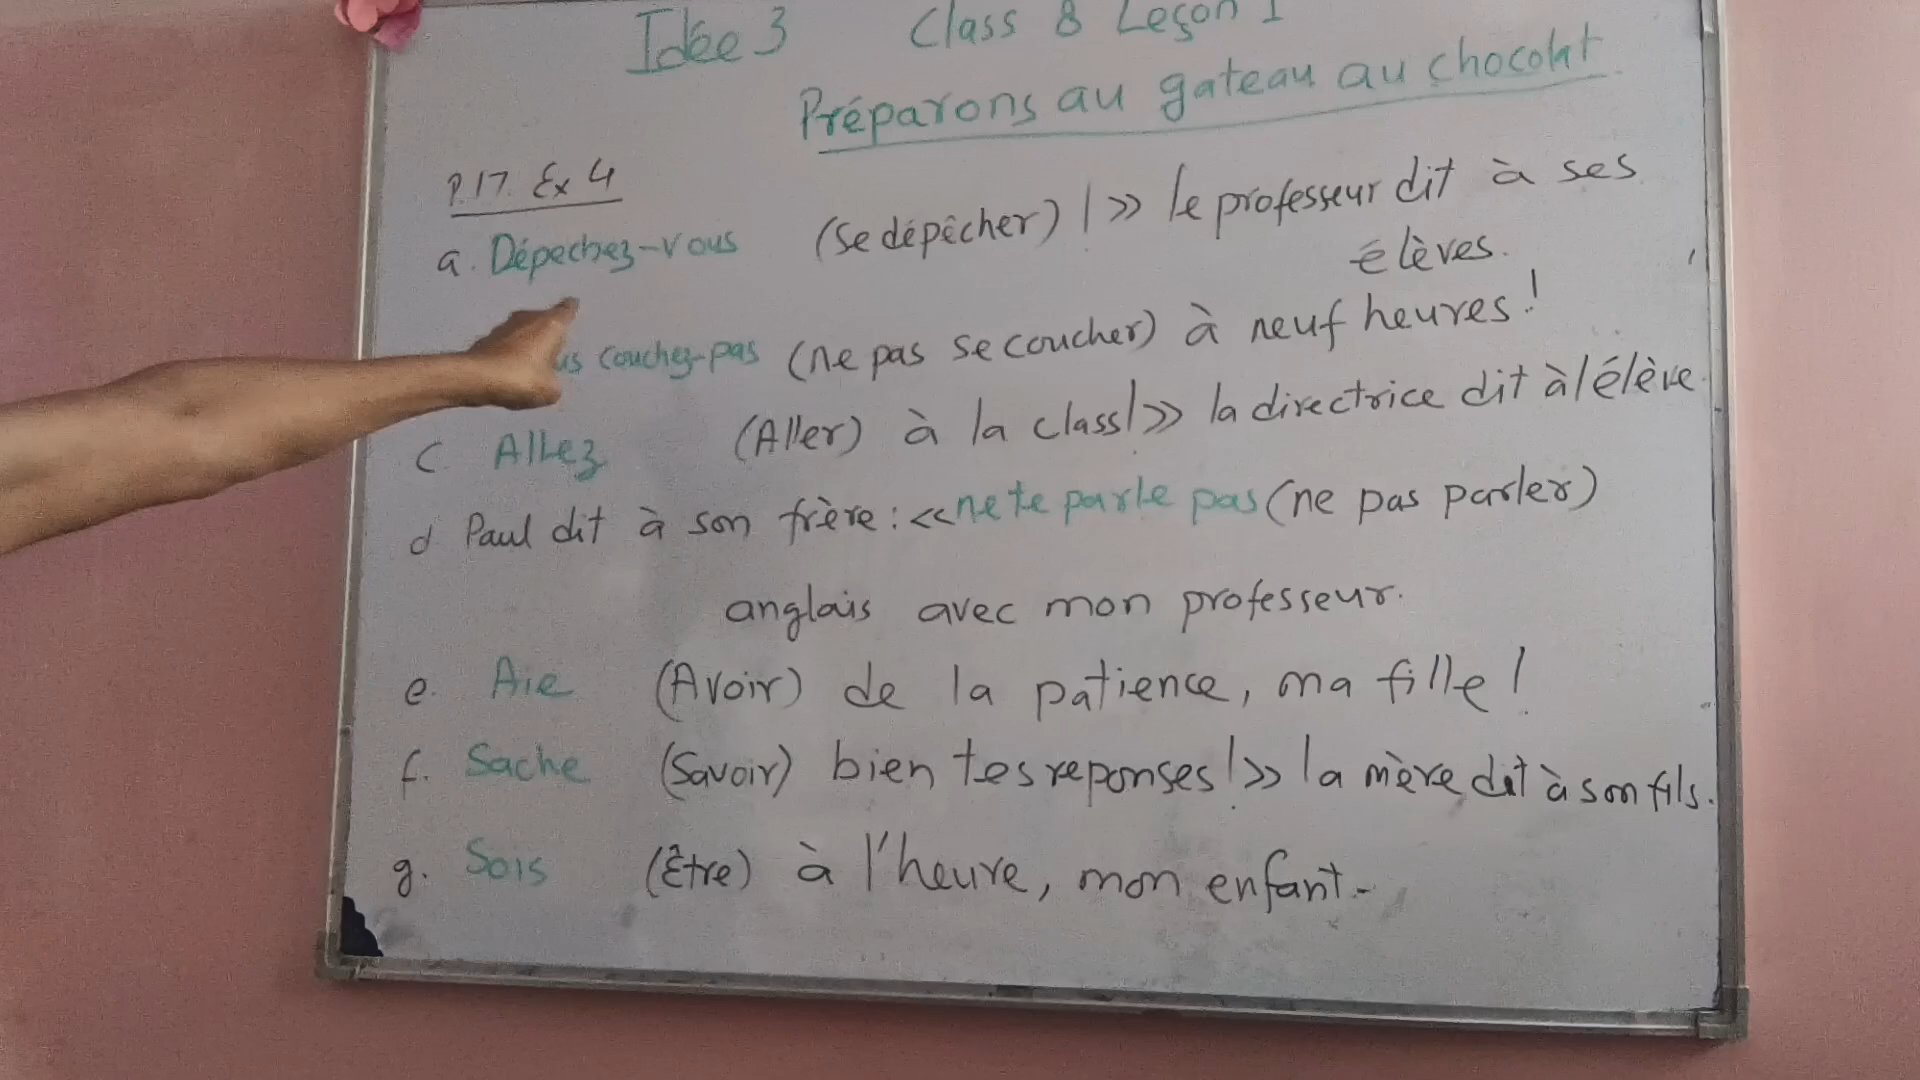 Idée 3 Class 8 Leçon 1
Préparons au gateau au chocolat
P.17. Ex 4
a. Dépechez-vous (se dépêcher) !>> le professeur dit à ses
élèves.
us couchez-pas (ne pas se coucher) à neuf heures!
c Allez (Aller) à la class!>> la directrice dit à l'élève.
d Paul dit à son frère: <<ne te parle pas (ne pas parler)
anglais avec mon professeur.
e. Aie (Avoir) de la patience, ma fille!
f. Sache (Savoir) bien tes reponses!>> la mère dit à son fils.
g. Sois (Être) à l'heure, mon enfant.